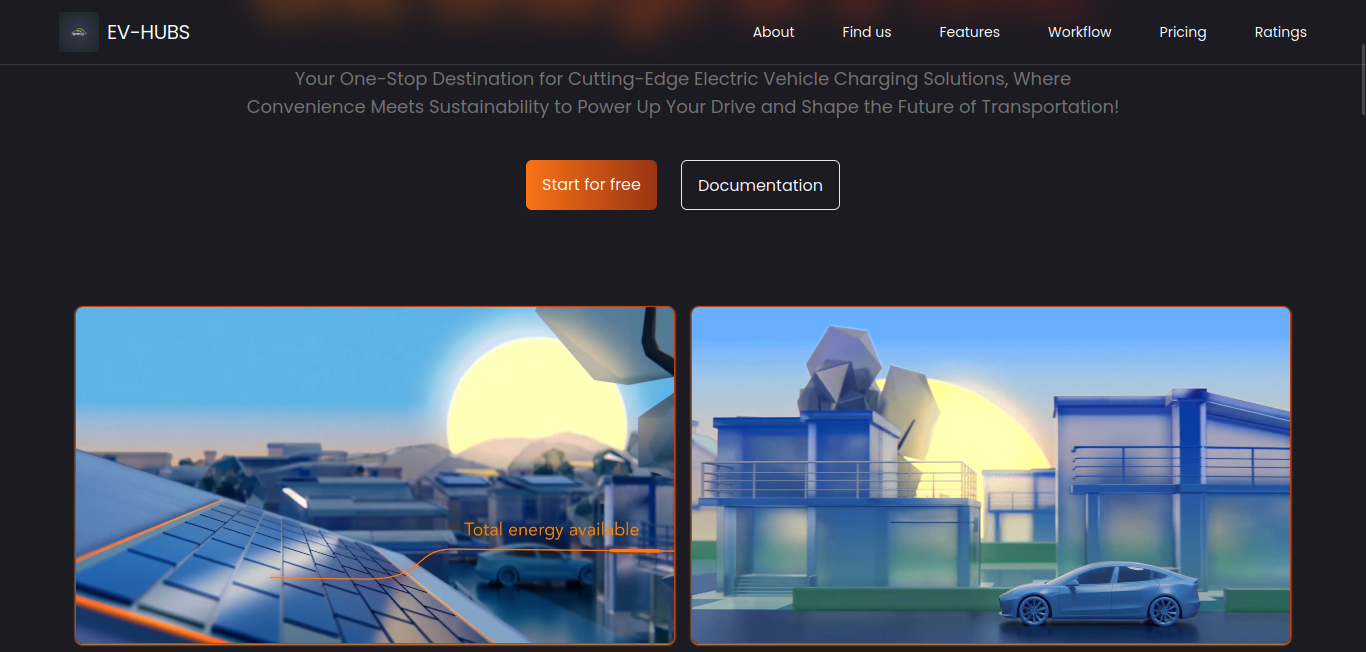 EV-HUBS
About
Find us
Features
Workflow
Pricing
Ratings
Your One-Stop Destination for Cutting-Edge Electric Vehicle Charging Solutions, Where
Convenience Meets Sustainability to Power Up Your Drive and Shape the Future of Transportation!
Start for free
Documentation
Total energy available